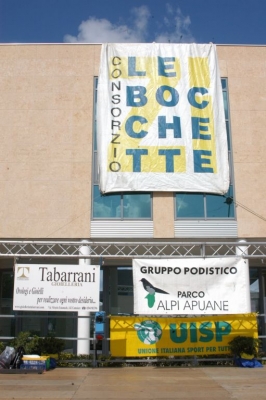 CONSORZIO
LE
BOC
CHE
TTE
Tabarrani
GIOIELLERIA
Orologi e Gioielli
per realizzare ogni vostro desiderio...
GRUPPO PODISTICO
PARCO
ALPI APUANE
UISP
UNIONE ITALIANA SPORT PER TUTTI